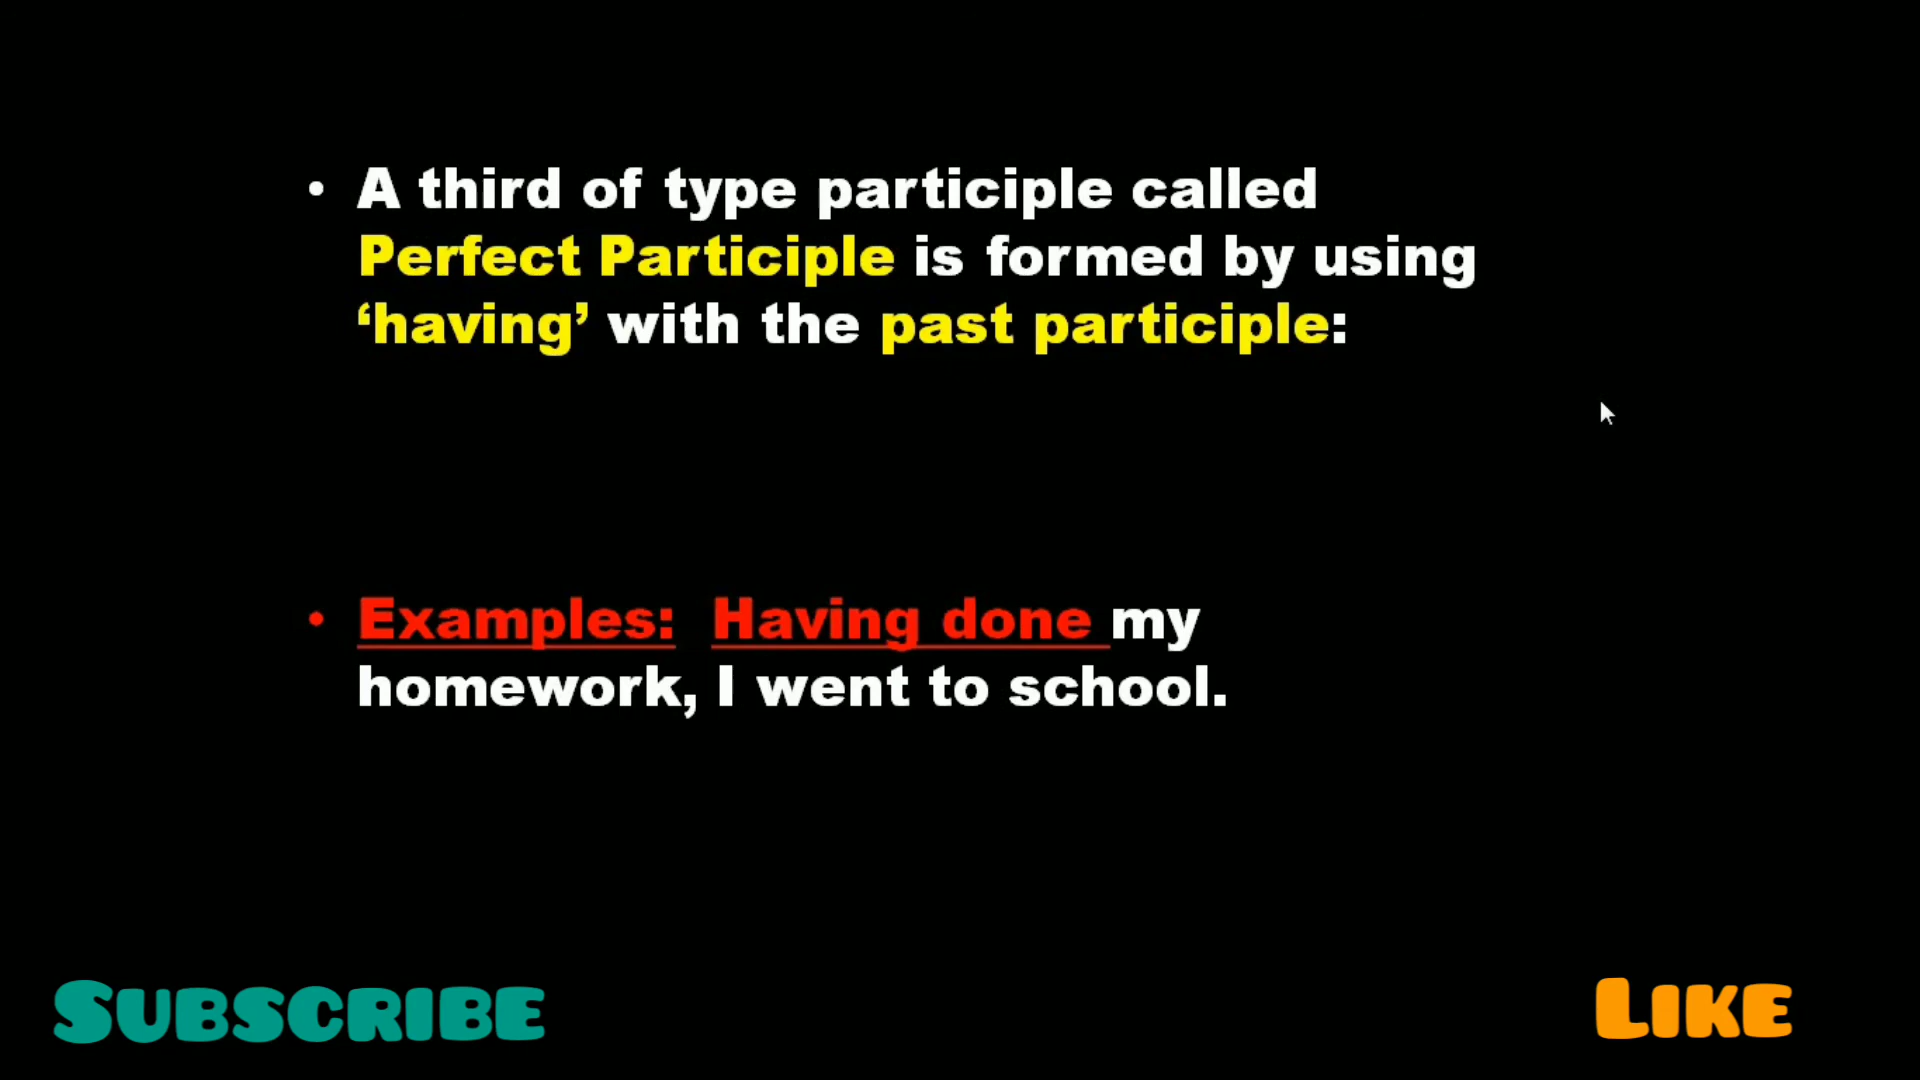 • A third of type participle called
Perfect Participle is formed by using
‘having’ with the past participle:
• Examples: Having done my
homework, I went to school.
SUBSCRIBE
LIKE